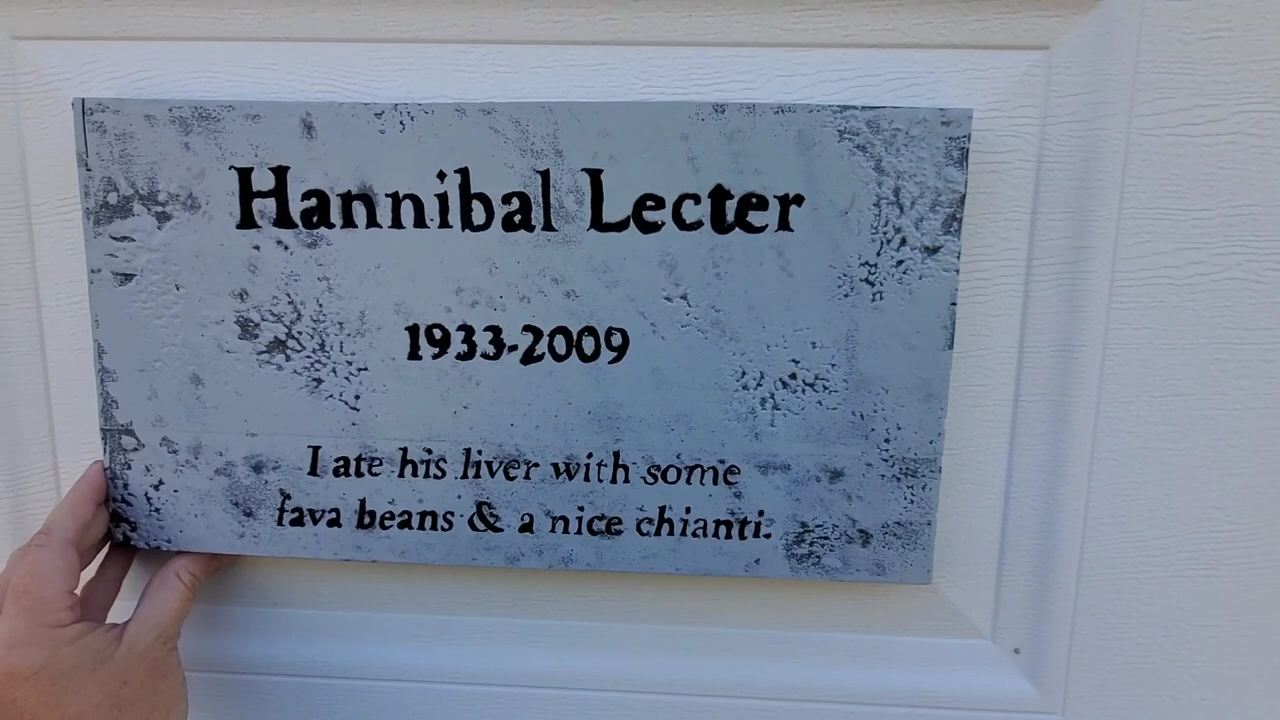 Hannibal Lecter
1933-2009
I ate his liver with some
fava beans & a nice chianti.